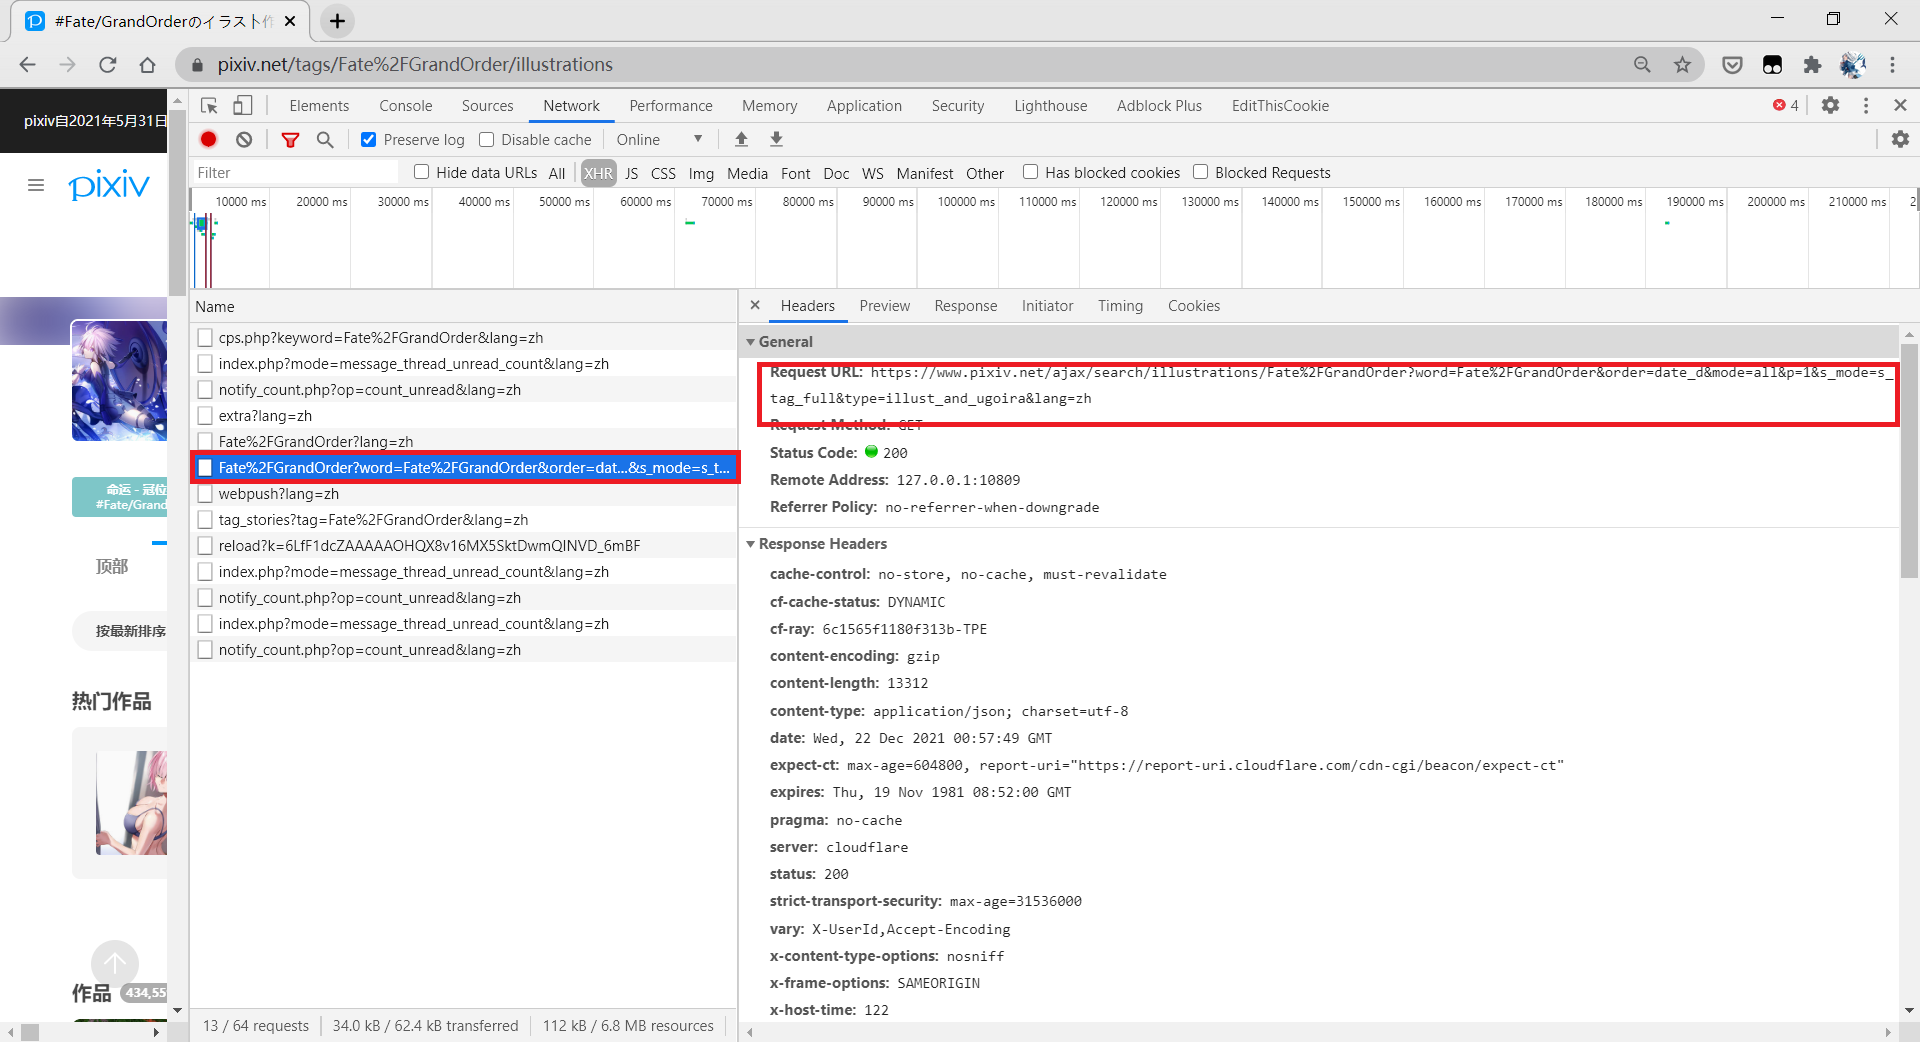 #Fate/GrandOrderのイラスト作
pixiv.net/tags/Fate%2FGrandOrder/illustrations
pixiv自2021年5月31日
pixiv
命运 - 冠位
#Fate/Grand
顶部
按最新排序
热门作品
作品 434,55
Elements Console Sources Network Performance Memory Application Security Lighthouse Adblock Plus EditThisCookie 4
Preserve log Disable cache Online
Filter Hide data URLs All XHR JS CSS Img Media Font Doc WS Manifest Other Has blocked cookies Blocked Requests
10000 ms 20000 ms 30000 ms 40000 ms 50000 ms 60000 ms 70000 ms 80000 ms 90000 ms 100000 ms 110000 ms 120000 ms 130000 ms 140000 ms 150000 ms 160000 ms 170000 ms 180000 ms 190000 ms 200000 ms 210000 ms 2
Name
cps.php?keyword=Fate%2FGrandOrder&lang=zh
index.php?mode=message_thread_unread_count&lang=zh
notify_count.php?op=count_unread&lang=zh
extra?lang=zh
Fate%2FGrandOrder?lang=zh
Fate%2FGrandOrder?word=Fate%2FGrandOrder&order=dat...&s_mode=s_t...
webpush?lang=zh
tag_stories?tag=Fate%2FGrandOrder&lang=zh
reload?k=6LfF1dcZAAAAAOHQX8v16MX5SktDwmQINVD_6mBF
index.php?mode=message_thread_unread_count&lang=zh
notify_count.php?op=count_unread&lang=zh
index.php?mode=message_thread_unread_count&lang=zh
notify_count.php?op=count_unread&lang=zh
13 / 64 requests 34.0 kB / 62.4 kB transferred 112 kB / 6.8 MB resources
Headers Preview Response Initiator Timing Cookies
General
Request URL: https://www.pixiv.net/ajax/search/illustrations/Fate%2FGrandOrder?word=Fate%2FGrandOrder&order=date_d&mode=all&p=1&s_mode=s_
tag_full&type=illust_and_ugoira&lang=zh
Request Method: GET
Status Code: 200
Remote Address: 127.0.0.1:10809
Referrer Policy: no-referrer-when-downgrade
Response Headers
cache-control: no-store, no-cache, must-revalidate
cf-cache-status: DYNAMIC
cf-ray: 6c1565f1180f313b-TPE
content-encoding: gzip
content-length: 13312
content-type: application/json; charset=utf-8
date: Wed, 22 Dec 2021 00:57:49 GMT
expect-ct: max-age=604800, report-uri="https://report-uri.cloudflare.com/cdn-cgi/beacon/expect-ct"
expires: Thu, 19 Nov 1981 08:52:00 GMT
pragma: no-cache
server: cloudflare
status: 200
strict-transport-security: max-age=31536000
vary: X-UserId,Accept-Encoding
x-content-type-options: nosniff
x-frame-options: SAMEORIGIN
x-host-time: 122